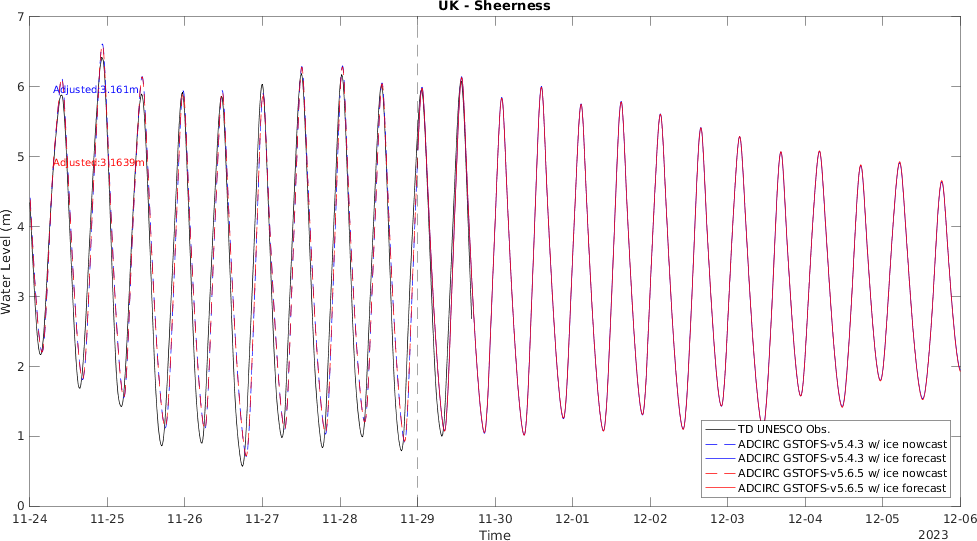 UK - Sheerness
7
6
5
4
3
2
1
0
Water Level (m)
Adjusted:3.161m
Adjusted:3.1639m
TD UNESCO Obs.
ADCIRC GSTOFS-v5.4.3 w/ ice nowcast
ADCIRC GSTOFS-v5.4.3 w/ ice forecast
ADCIRC GSTOFS-v5.6.5 w/ ice nowcast
ADCIRC GSTOFS-v5.6.5 w/ ice forecast
11-24 11-25 11-26 11-27 11-28 11-29 11-30 12-01 12-02 12-03 12-04 12-05 12-06
Time
2023